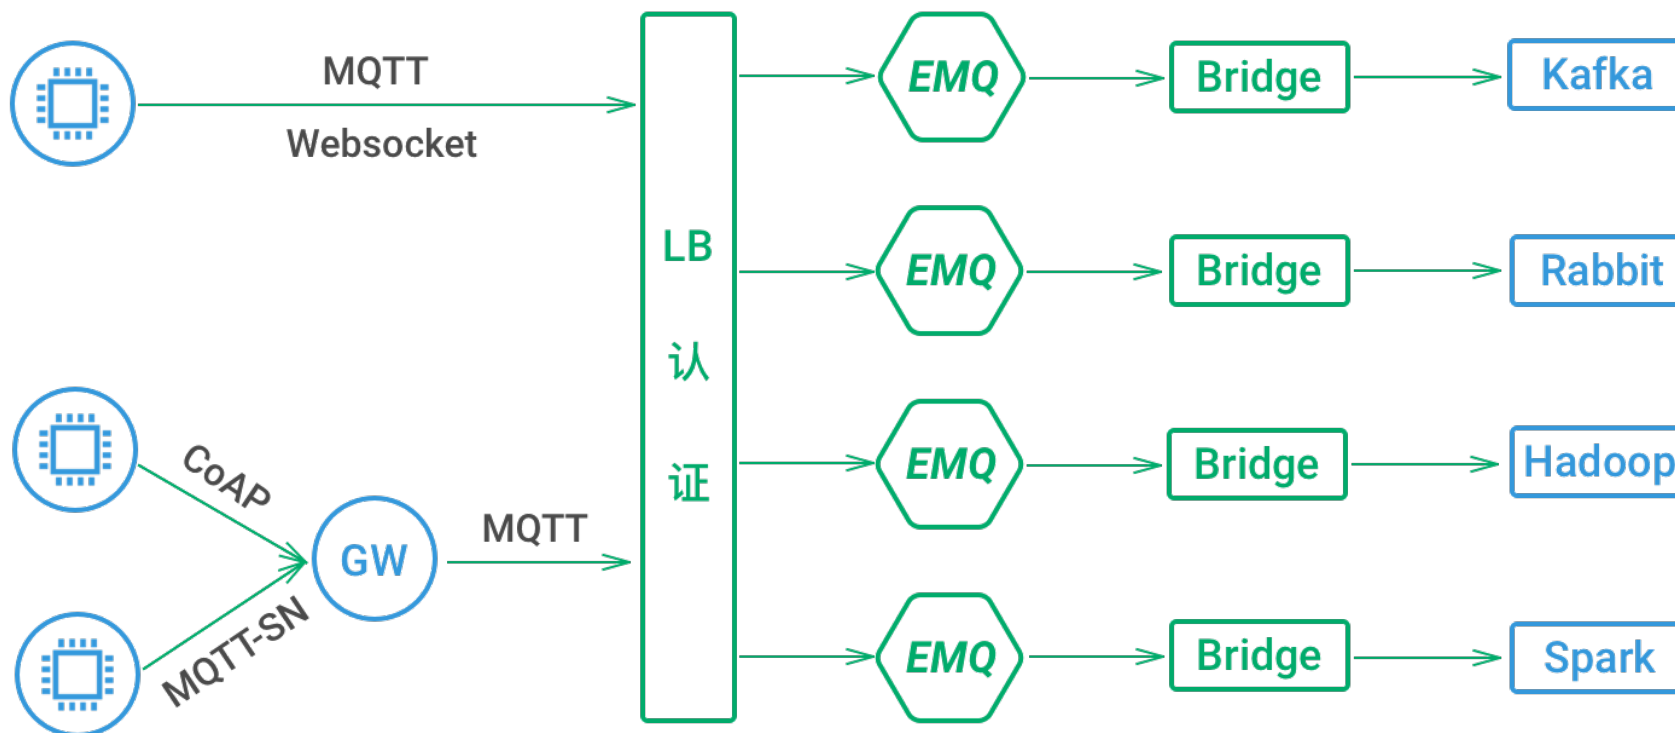 MQTT
Websocket
CoAP
MQTT-SN
GW
MQTT
LB
认
证
EMQ
Bridge
Kafka
EMQ
Bridge
Rabbit
EMQ
Bridge
Hadoop
EMQ
Bridge
Spark